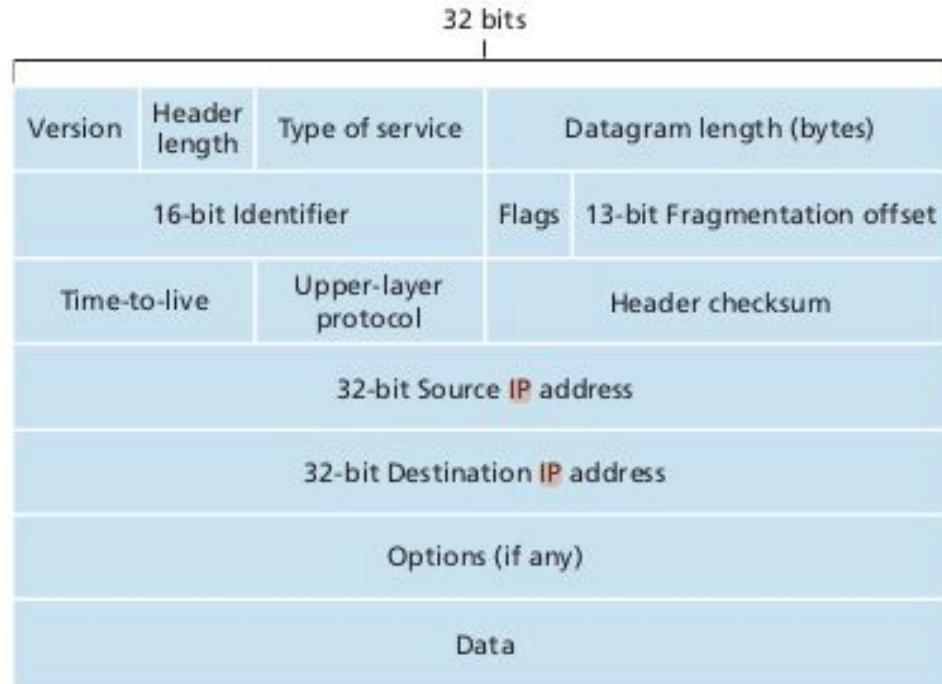 32 bits
Version
Header
length
Type of service
Datagram length (bytes)
16-bit Identifier
Flags
13-bit Fragmentation offset
Time-to-live
Upper-layer
protocol
Header checksum
32-bit Source IP address
32-bit Destination IP address
Options (if any)
Data